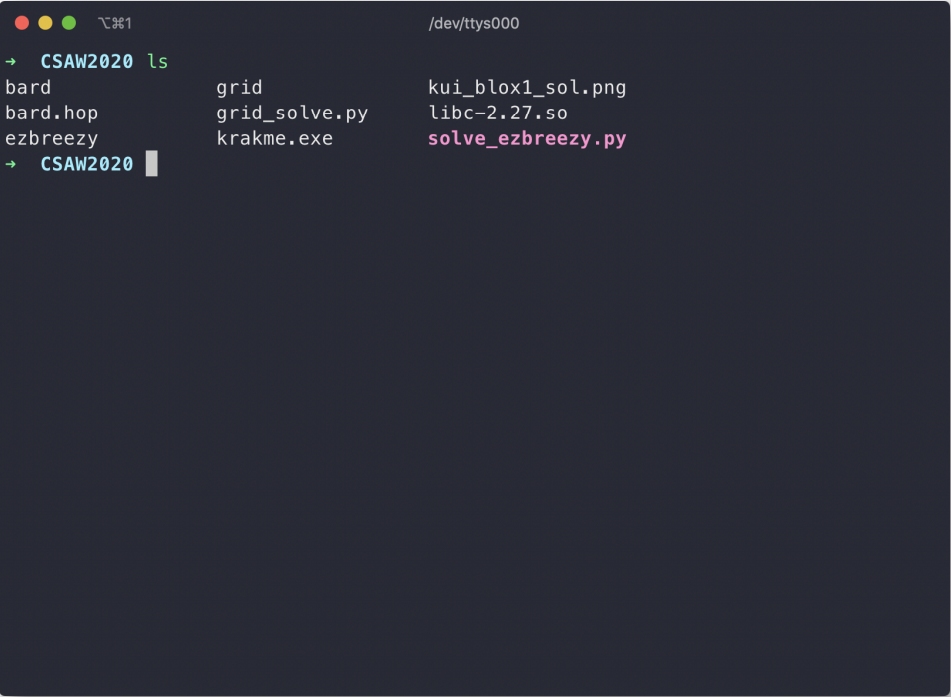 ⌥⌘1 /dev/ttys000
➜ CSAW2020 ls
bard grid kui_blox1_sol.png
bard.hop grid_solve.py libc-2.27.so
ezbreezy krakme.exe solve_ezbreezy.py
➜ CSAW2020